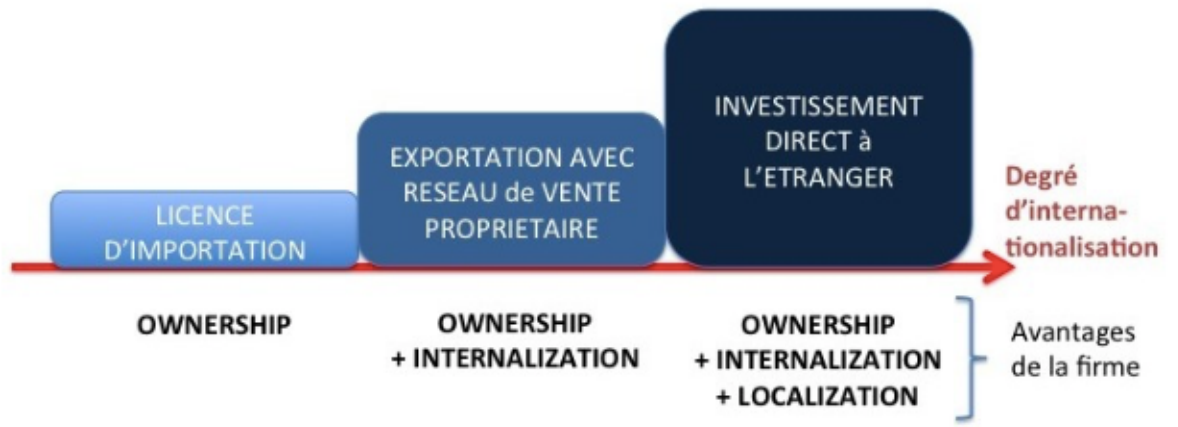 LICENCE
D'IMPORTATION
EXPORTATION AVEC
RESEAU de VENTE
PROPRIETAIRE
INVESTISSEMENT
DIRECT à
L'ETRANGER
Degré
d'interna-
tionalisation
OWNERSHIP
OWNERSHIP
+ INTERNALIZATION
OWNERSHIP
+ INTERNALIZATION
+ LOCALIZATION
Avantages
de la firme